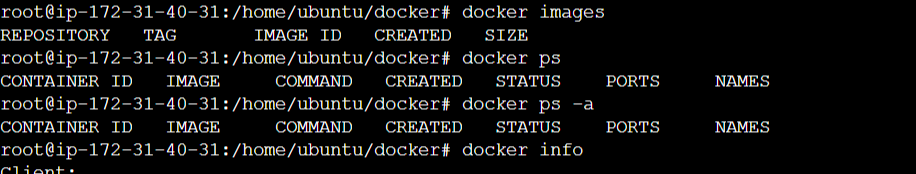 root@ip-172-31-40-31:/home/ubuntu/docker# docker images
REPOSITORY   TAG       IMAGE ID   CREATED   SIZE
root@ip-172-31-40-31:/home/ubuntu/docker# docker ps
CONTAINER ID   IMAGE     COMMAND   CREATED   STATUS    PORTS     NAMES
root@ip-172-31-40-31:/home/ubuntu/docker# docker ps -a
CONTAINER ID   IMAGE     COMMAND   CREATED   STATUS    PORTS     NAMES
root@ip-172-31-40-31:/home/ubuntu/docker# docker info
Client: